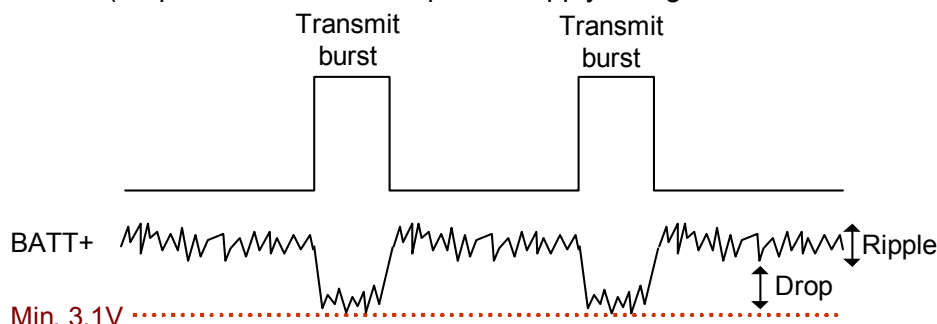 Transmit
burst
Transmit
burst
BATT+
Ripple
Drop
Min. 3.1V